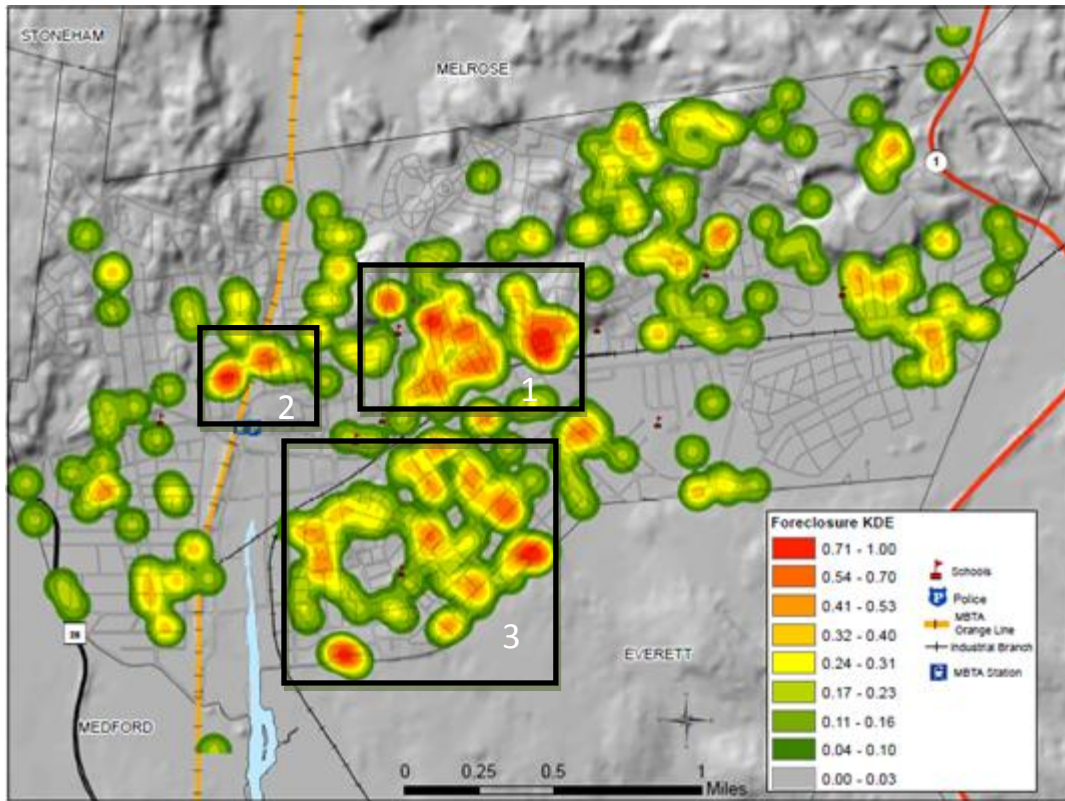 STONEHAM
MELROSE
1
1
2
3
Foreclosure KDE
0.71 - 1.00
0.54 - 0.70
0.41 - 0.53
0.32 - 0.40
0.24 - 0.31
0.17 - 0.23
0.11 - 0.16
0.04 - 0.10
0.00 - 0.03
Schools
P
Police
MBTA
Orange Line
Industrial Branch
MBTA Station
EVERETT
MEDFORD
0 0.25 0.5 1
Miles